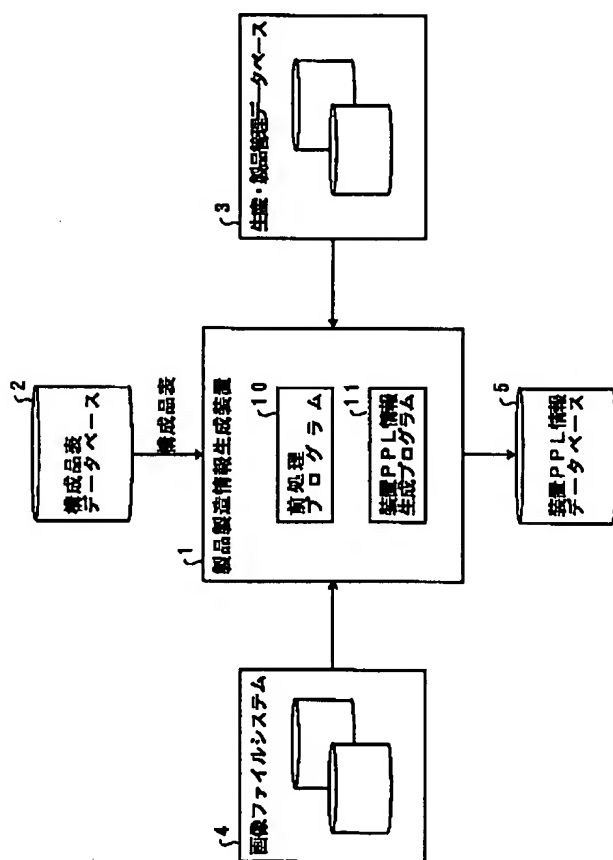 2
構成品表
データベース
構成品表
4
画像ファイルシステム
1
製品製造情報生成装置
10
前処理
プログラム
11
装置PPL情報
生成プログラム
3
生産・製品管理データベース
5
装置PPL情報
データベース